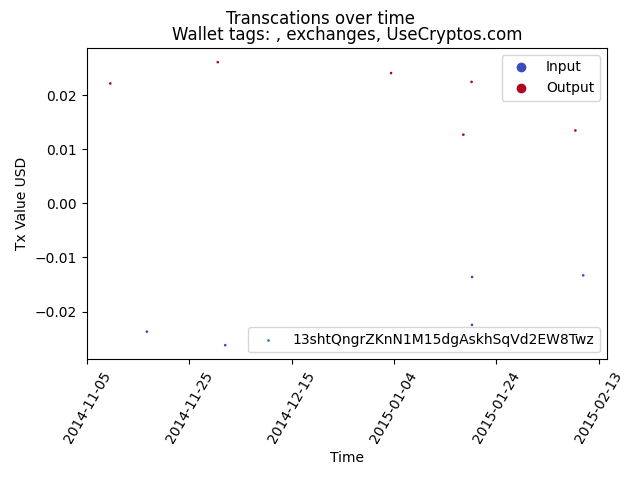 Transcations over time
Wallet tags: , exchanges, UseCryptos.com
Input
Output
0.02
0.01
0.00
−0.01
−0.02
Tx Value USD
13shtQngrZKnN1M15dgAskhSqVd2EW8Twz
2014-11-05
2014-11-25
2014-12-15
2015-01-04
2015-01-24
2015-02-13
Time